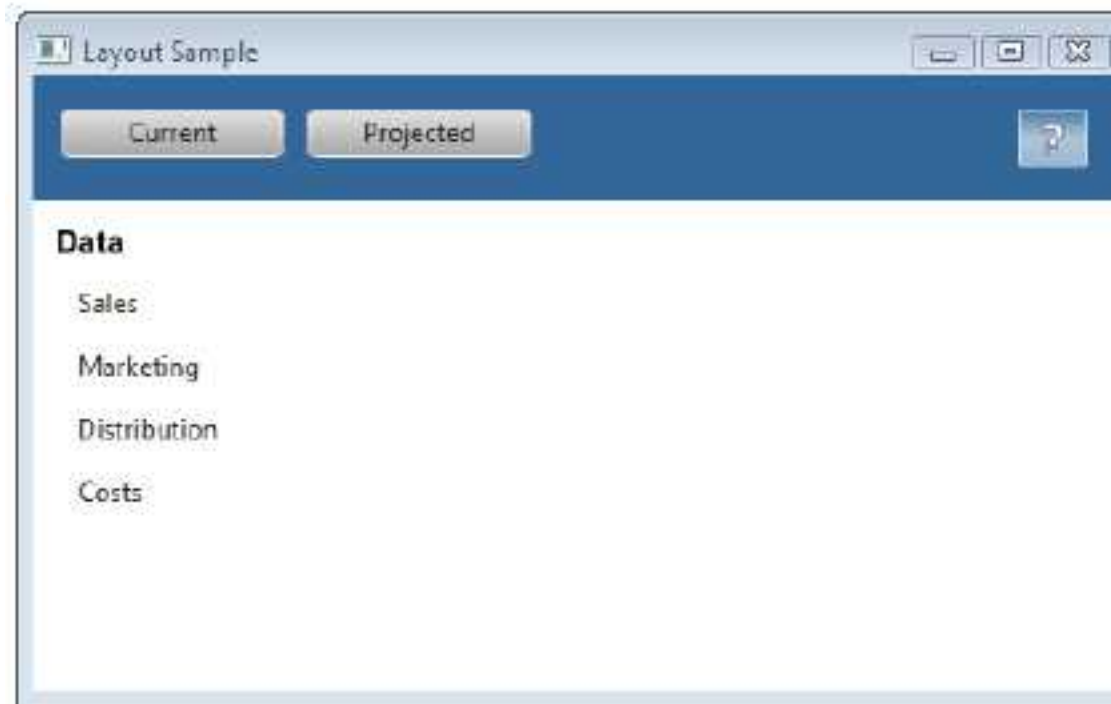 Layout Sample
Current Projected ?
Data
Sales
Marketing
Distribution
Costs